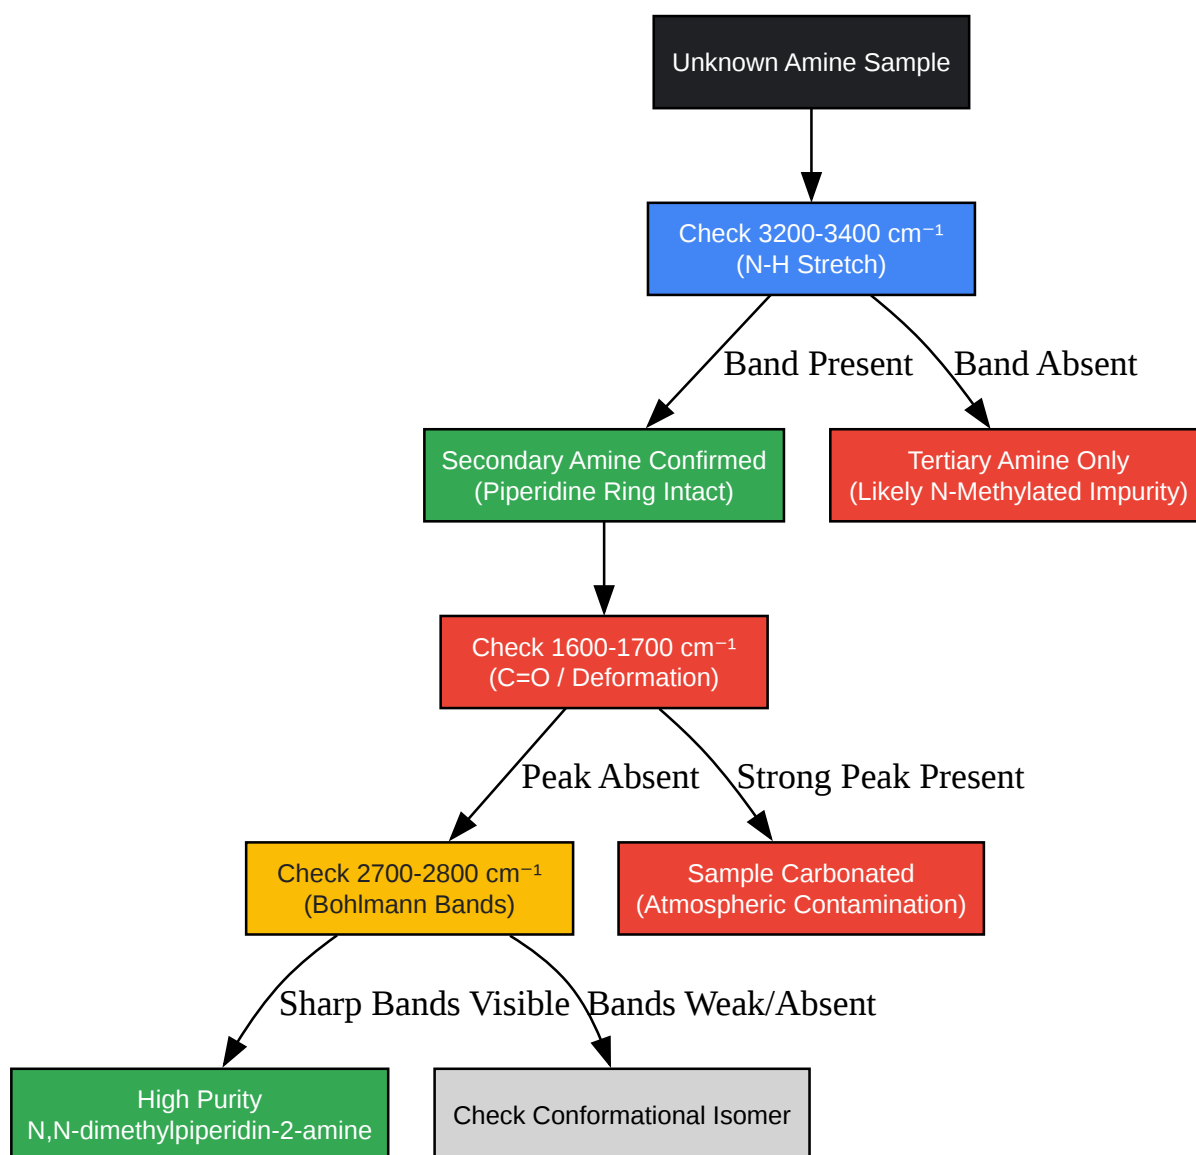 Unknown Amine Sample
Check 3200-3400 cm⁻¹
(N-H Stretch)
Band Present
Band Absent
Secondary Amine Confirmed
(Piperidine Ring Intact)
Tertiary Amine Only
(Likely N-Methylated Impurity)
Check 1600-1700 cm⁻¹
(C=O / Deformation)
Peak Absent
Strong Peak Present
Check 2700-2800 cm⁻¹
(Bohlmann Bands)
Sample Carbonated
(Atmospheric Contamination)
Sharp Bands Visible
Bands Weak/Absent
High Purity
N,N-dimethylpiperidin-2-amine
Check Conformational Isomer